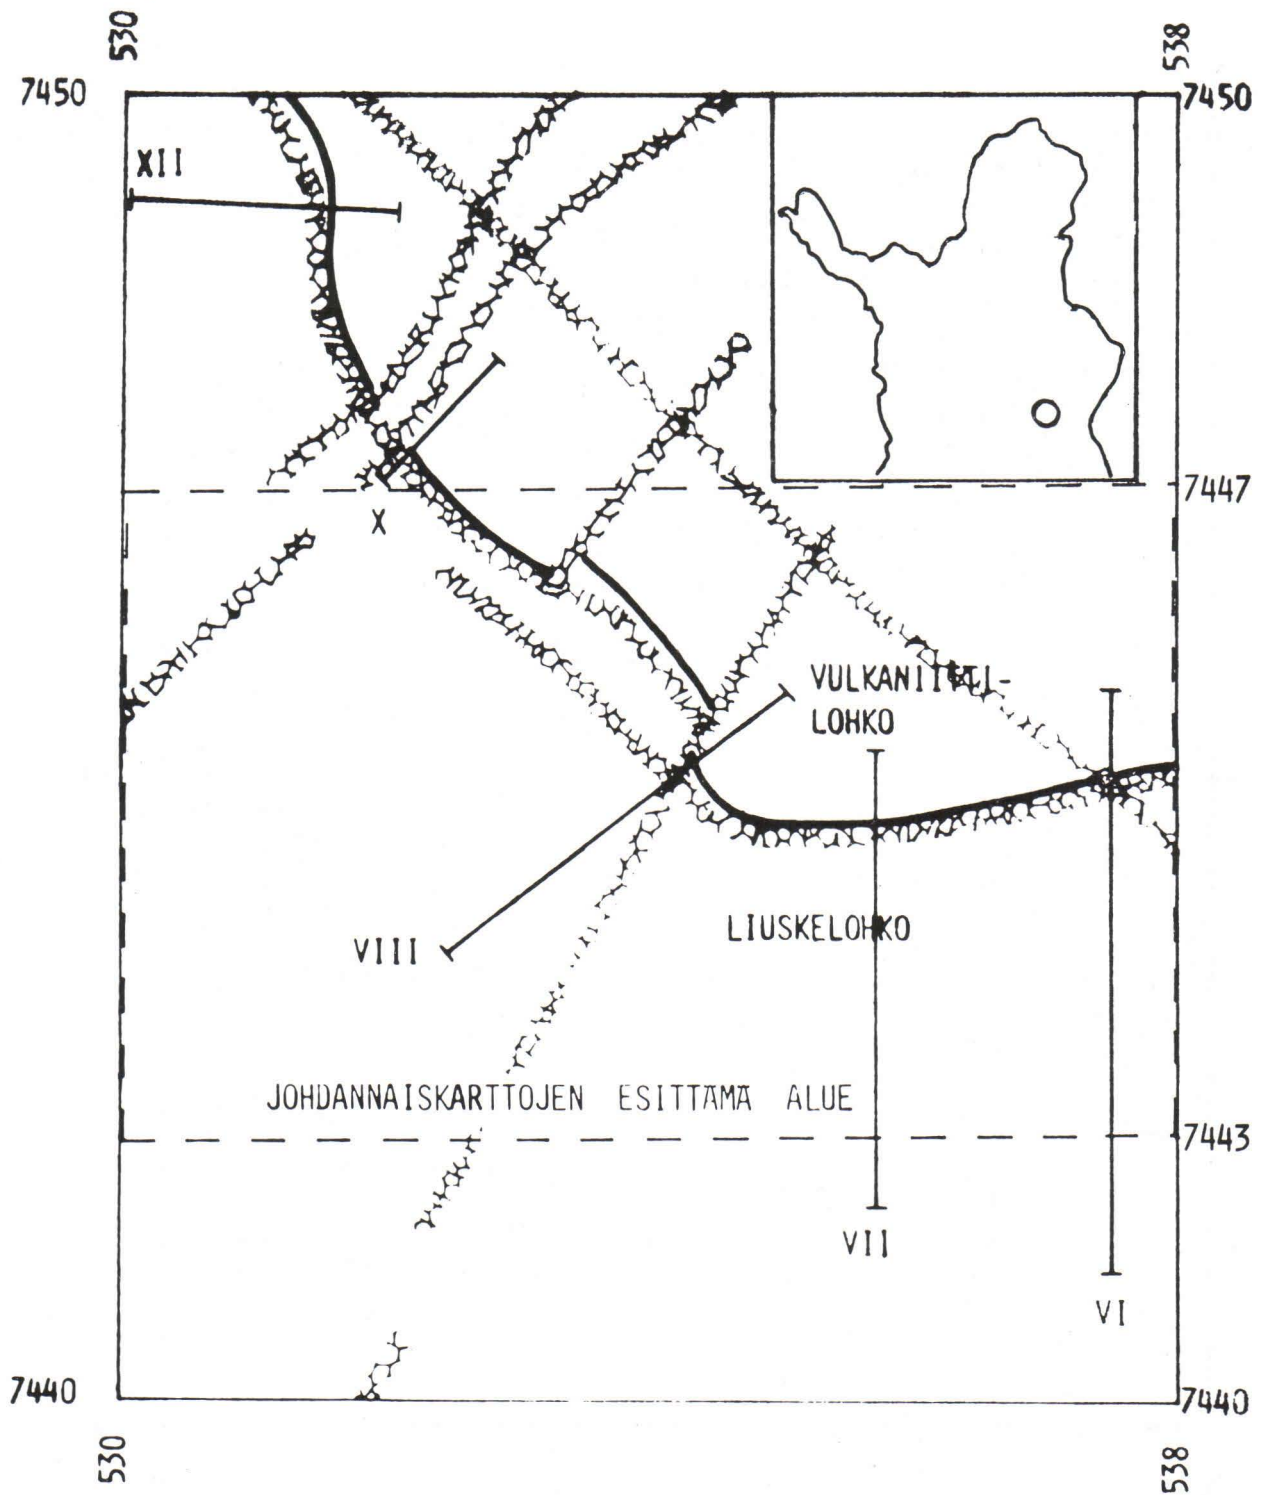 530
538
7450
7450
XII
7447
X
VULKANIITTI-
LOHKO
LIUSKELOHKO
VIII
JOHDANNAISKARTTOJEN ESITTÄMÄ ALUE
7443
VII
VI
7440
7440
530
538